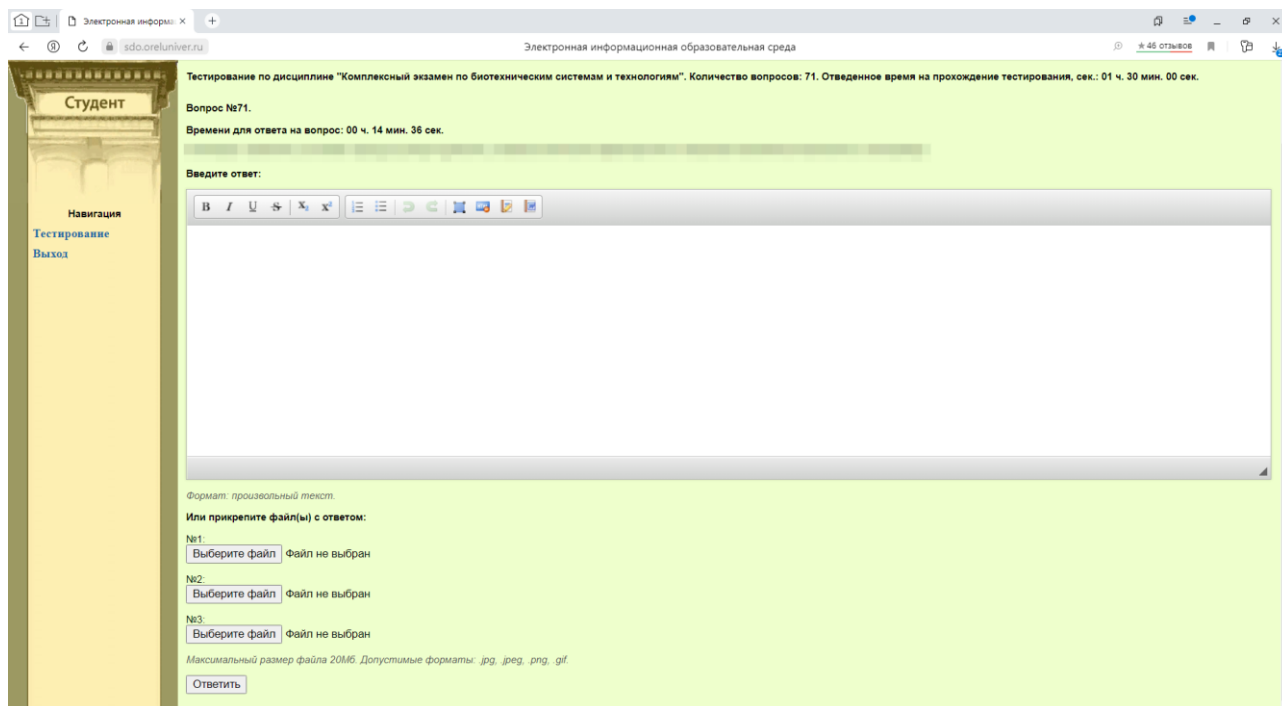 Электронная информа
sdo.oreluniver.ru
Электронная информационная образовательная среда
46 отзывов
Студент
Навигация
Тестирование
Выход
Тестирование по дисциплине "Комплексный экзамен по биотехническим системам и технологиям". Количество вопросов: 71. Отведенное время на прохождение тестирования, сек.: 01 ч. 30 мин. 00 сек.
Вопрос №71.
Времени для ответа на вопрос: 00 ч. 14 мин. 36 сек.
Введите ответ:
Формат: произвольный текст.
Или прикрепите файл(ы) с ответом:
№1:
Выберите файл Файл не выбран
№2:
Выберите файл Файл не выбран
№3:
Выберите файл Файл не выбран
Максимальный размер файла 20Мб. Допустимые форматы: .jpg, .jpeg, .png, .gif.
Ответить